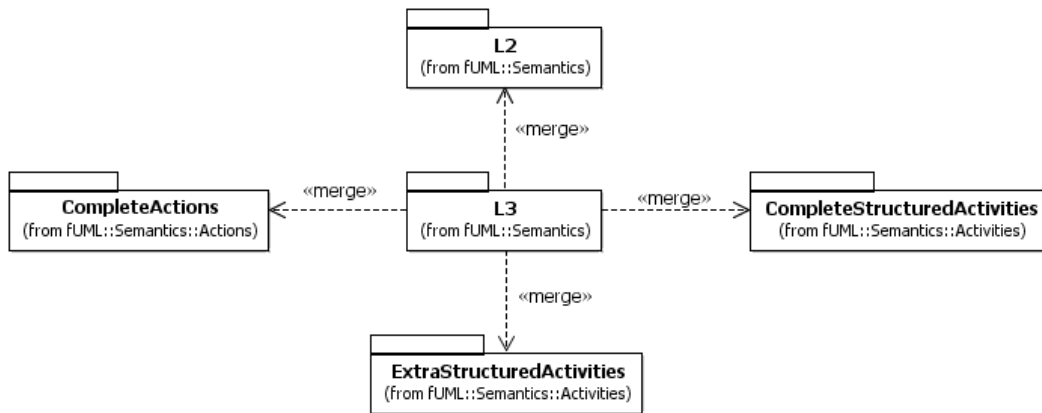 L2
(from fUML::Semantics)
«merge»
«merge»
«merge»
CompleteActions
(from fUML::Semantics::Actions)
L3
(from fUML::Semantics)
CompleteStructuredActivities
(from fUML::Semantics::Activities)
«merge»
ExtraStructuredActivities
(from fUML::Semantics::Activities)